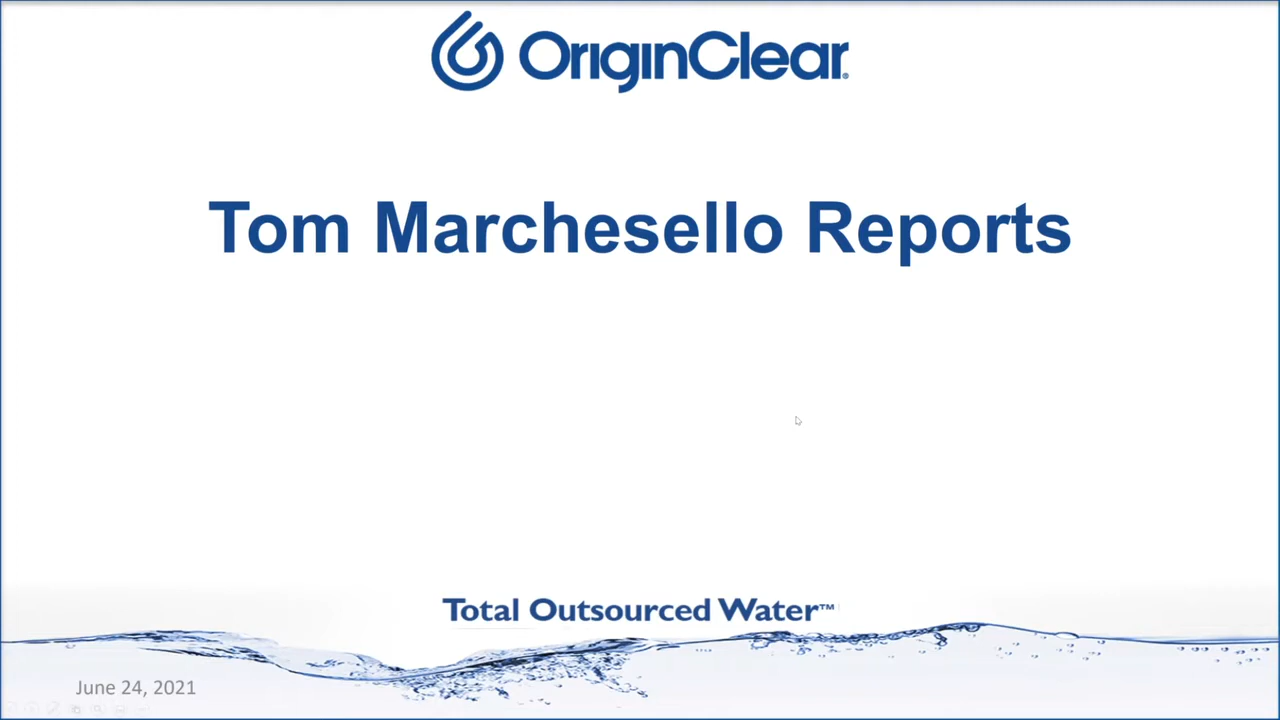 OriginClear®
Tom Marchesello Reports
Total Outsourced Water™
June 24, 2021